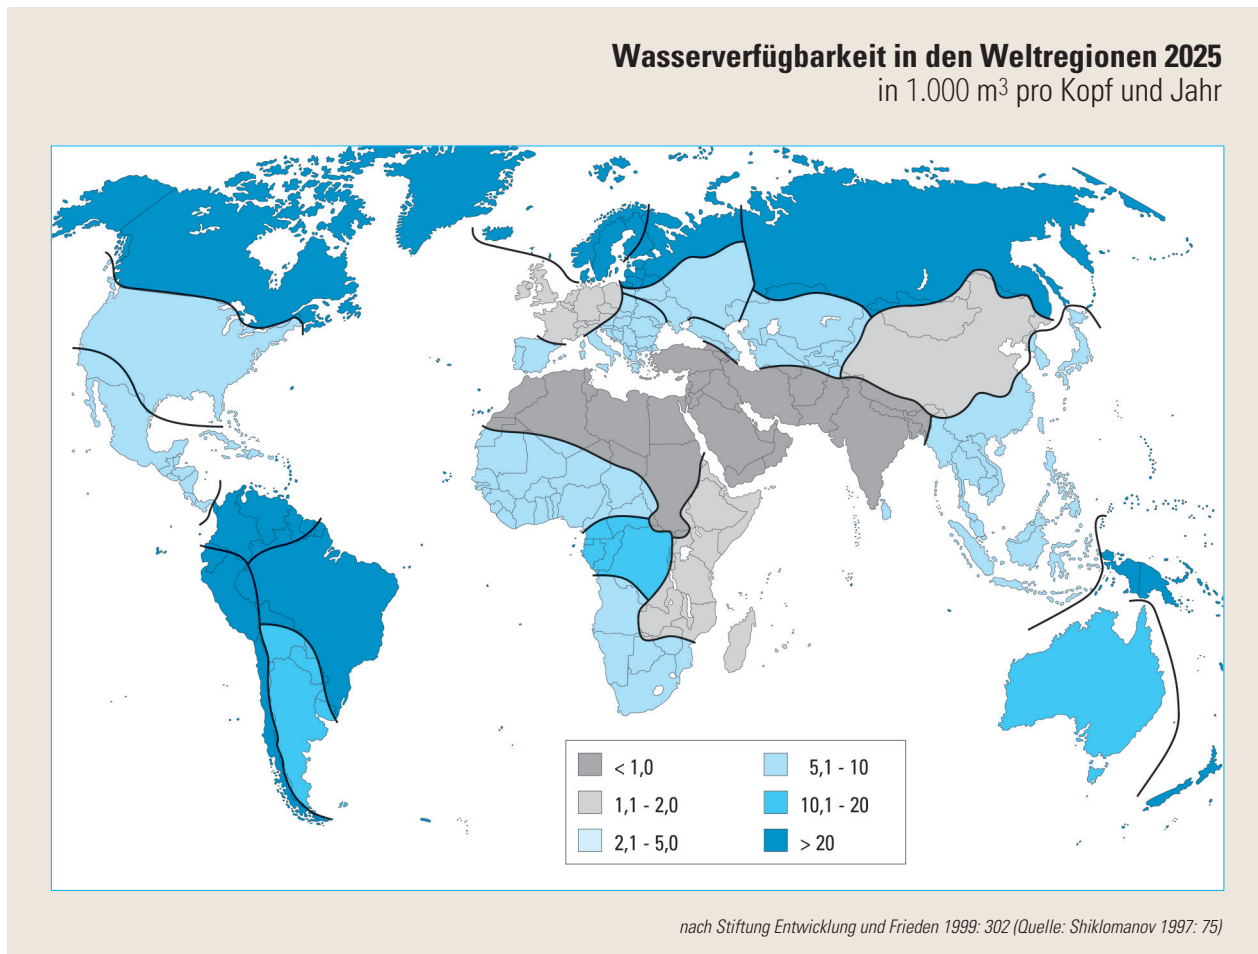 Wasserverfügbarkeit in den Weltregionen 2025
in 1.000 m³ pro Kopf und Jahr
< 1,0
1,1 - 2,0
2,1 - 5,0
5,1 - 10
10,1 - 20
> 20
nach Stiftung Entwicklung und Frieden 1999: 302 (Quelle: Shiklomanov 1997: 75)